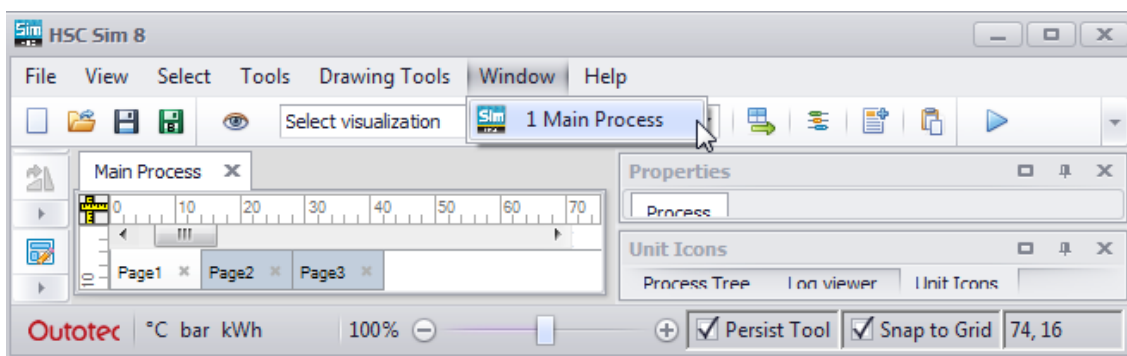 HSC Sim 8
File View Select Tools Drawing Tools Window Help
Select visualization Sim 1 Main Process
Main Process Properties
0 10 20 30 40 50 60 70
Process
Unit Icons
Page1 Page2 Page3
Process Tree Log viewer Unit Icons
Outotec °C bar kWh 100% Persist Tool Snap to Grid 74, 16